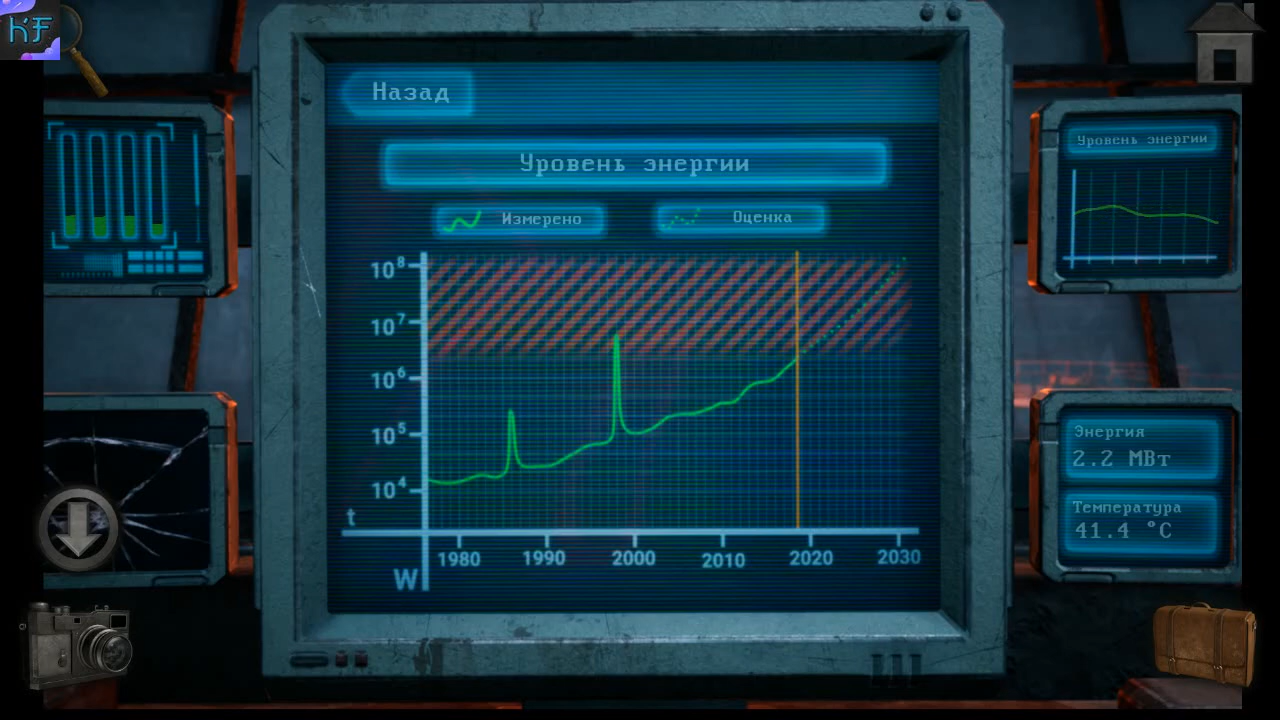 Назад
Уровень энергии
Измерено
Оценка
10⁸
10⁷
10⁶
10⁵
10⁴
t
1980 1990 2000 2010 2020 2030
W
Уровень энергии
Энергия
2.2 МВт
Температура
41.4 °C